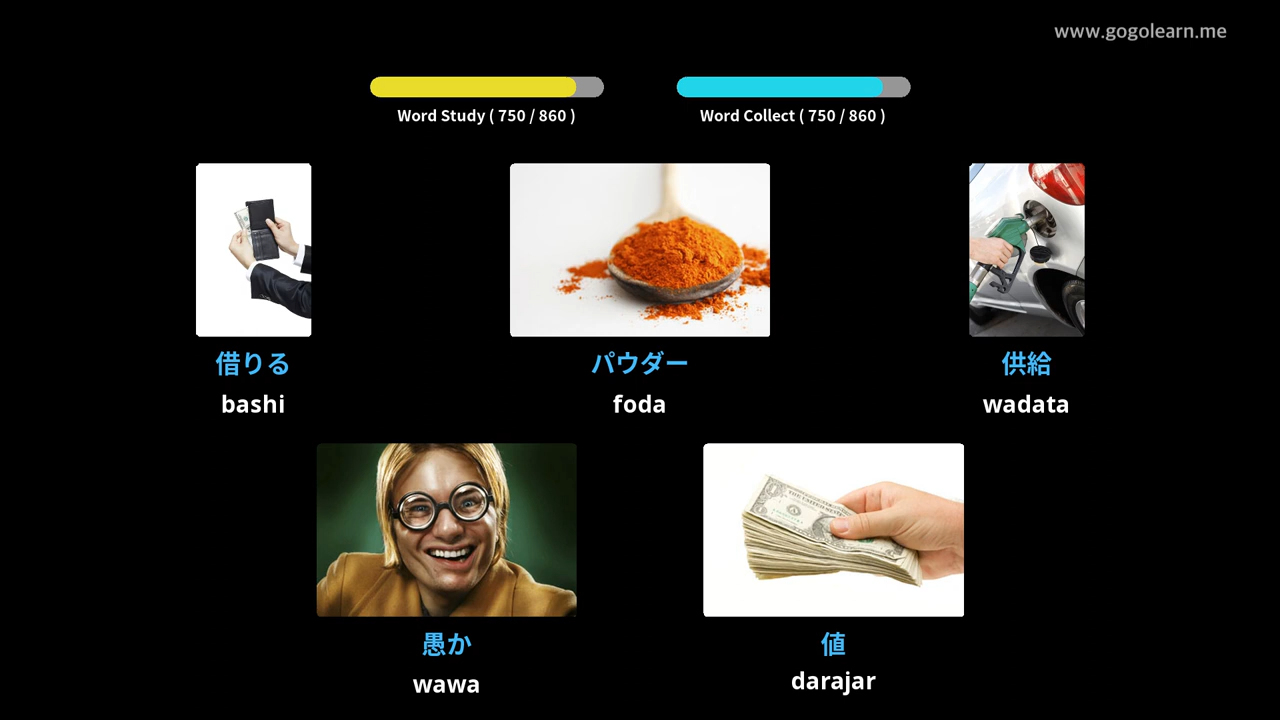 www.gogolearn.me
Word Study ( 750 / 860 )
Word Collect ( 750 / 860 )
借りる
bashi
パウダー
foda
供給
wadata
愚か
wawa
値
darajar